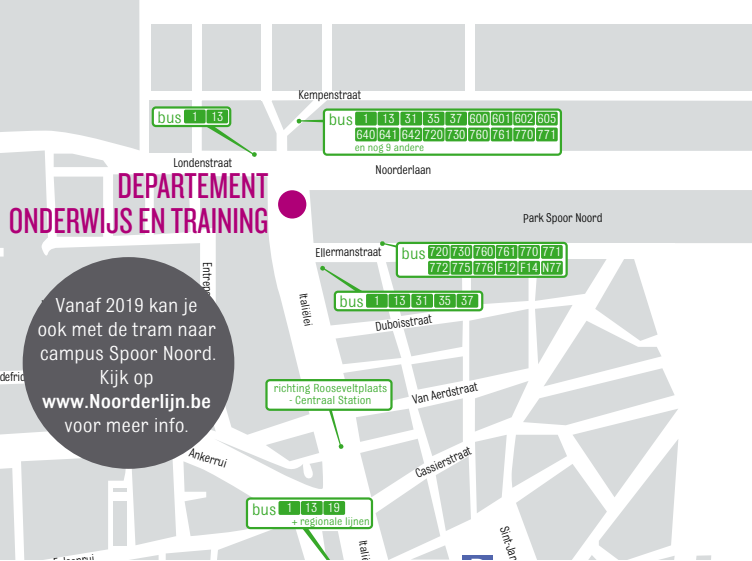 Kempenstraat
bus 1 13
bus 1 13 31 35 37 600 601 602 605
640 641 642 720 730 760 761 770 771
en nog 9 andere
Londenstraat
Noorderlaan
DEPARTEMENT
ONDERWIJS EN TRAINING
Park Spoor Noord
Ellermanstraat
bus 720 730 760 761 770 771
772 775 776 F12 F14 N77
bus 1 13 31 35 37
Italiëlei
Duboisstraat
Vanaf 2019 kan je
ook met de tram naar
campus Spoor Noord.
Kijk op
www.Noorderlijn.be
voor meer info.
richting Rooseveltplaats
- Centraal Station
Van Aerdstraat
Ankerrui
Cassierstraat
bus 1 13 19
+ regionale lijnen